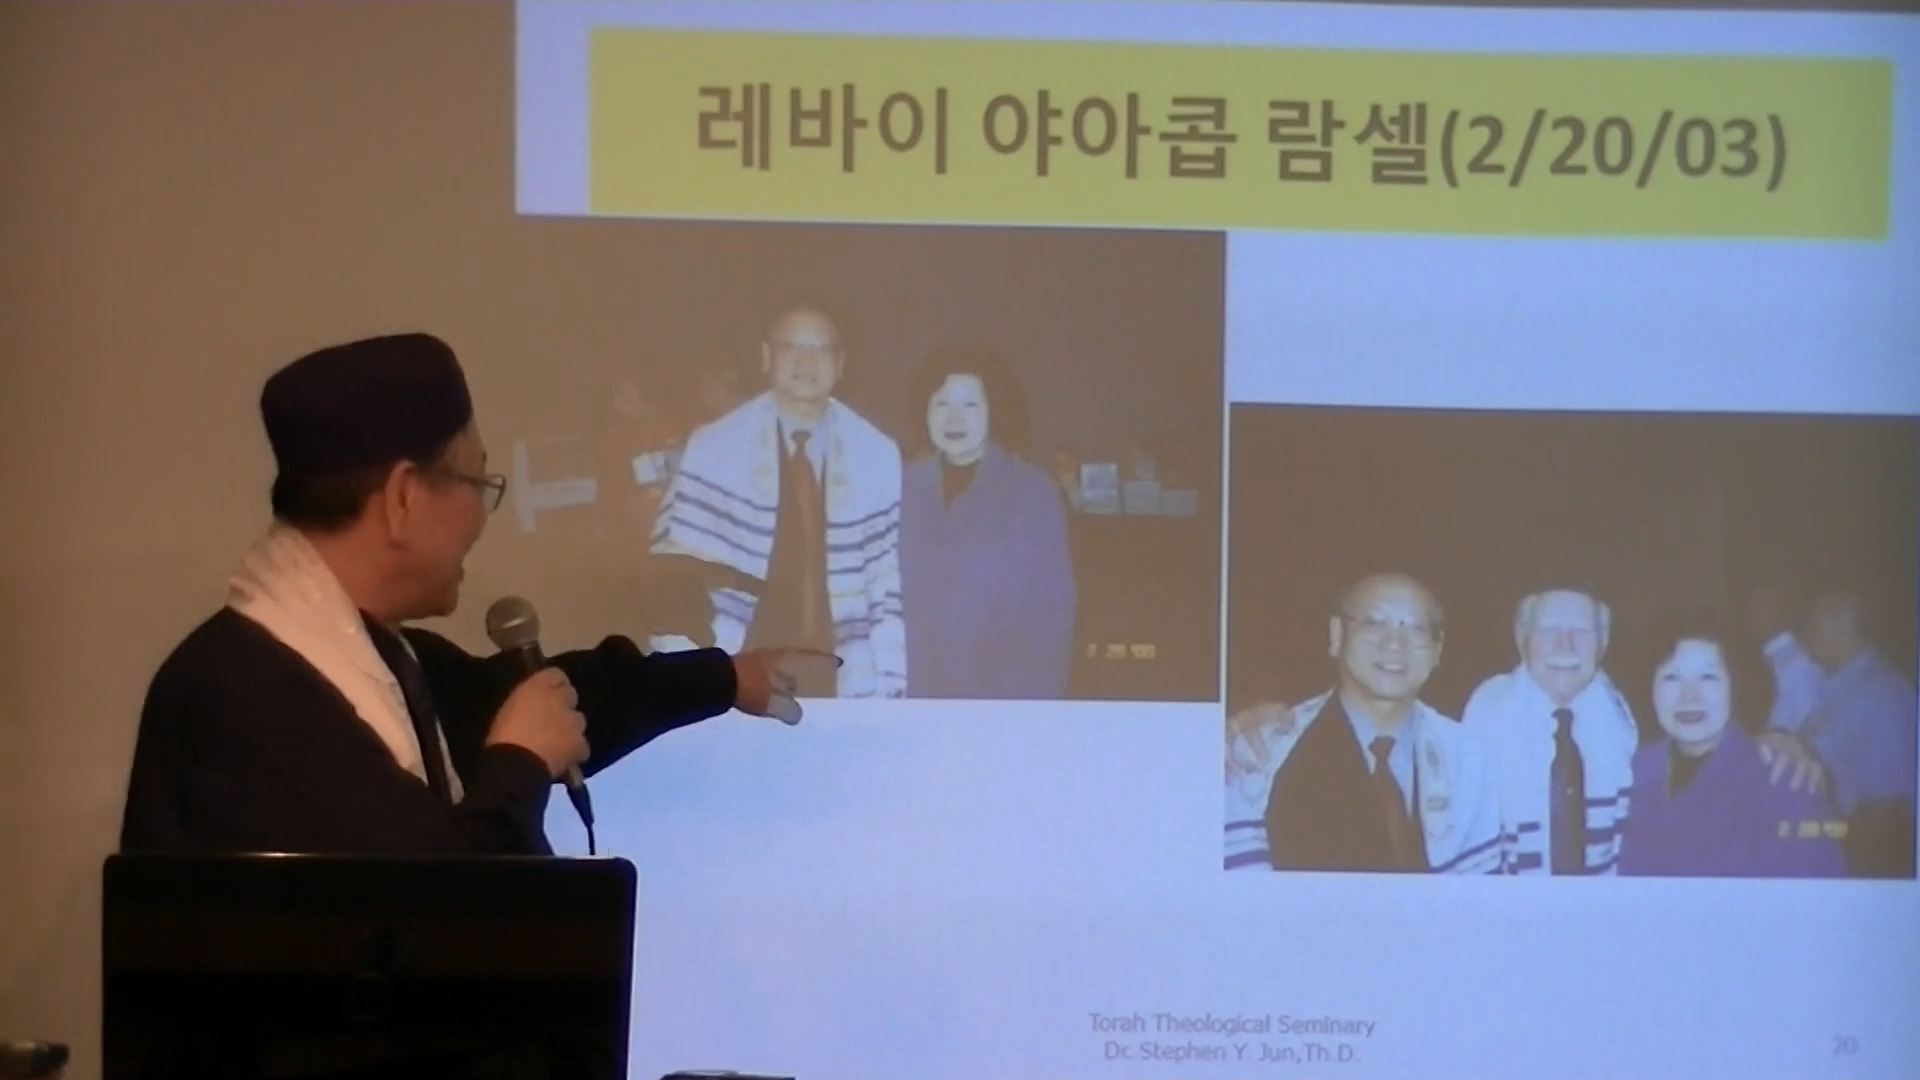 레바이 야아콥 람셀(2/20/03)
Torah Theological Seminary
Dr. Stephen Y. Jun,Th.D.
20